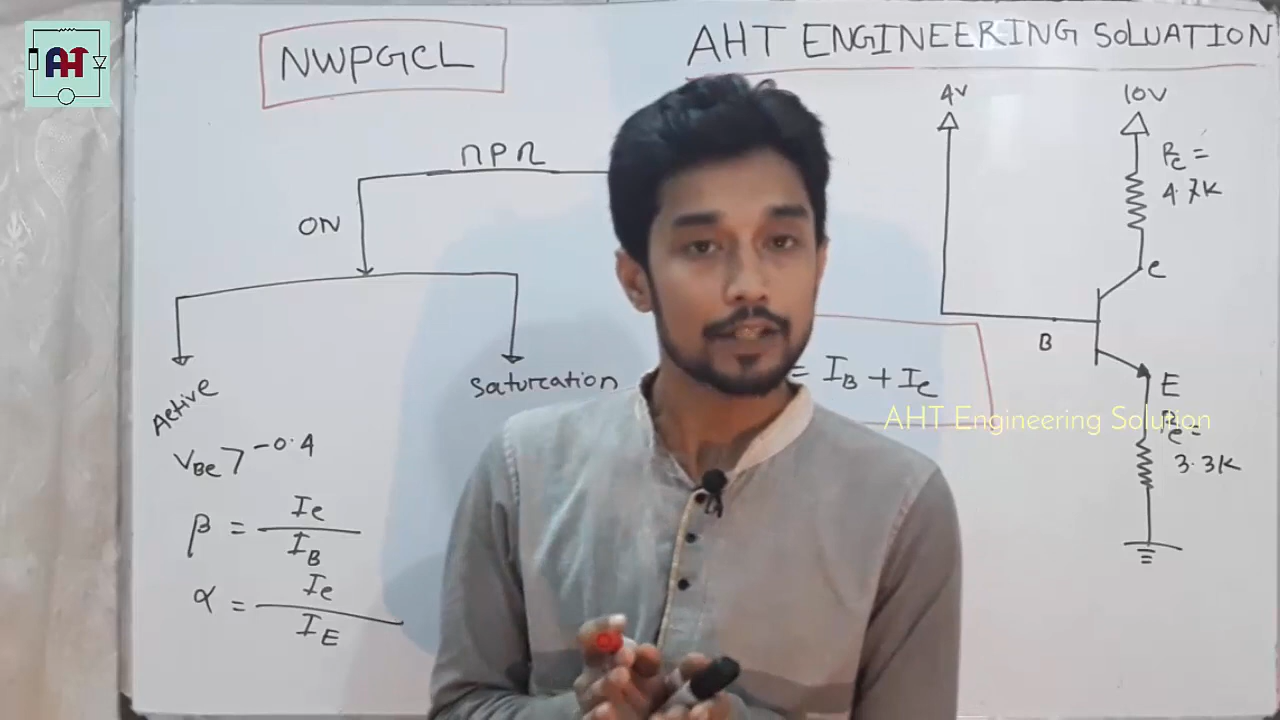 AHT
NWPGCL
AHT ENGINEERING SOLUATION
npn
ON
Active
Saturation
VBe > -0.4
β = Ic / IB
α = Ic / IE
= IB + Ic
4V
10V
Rc =
4.7K
C
B
E
AHT Engineering Solution
3.3K